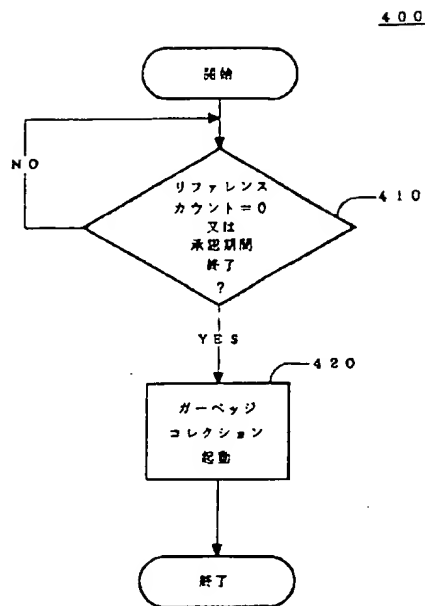 400
開始
NO
リファレンス
カウント=0
又は
承認期間
終了
?
410
YES
420
ガーベッジ
コレクション
起動
終了